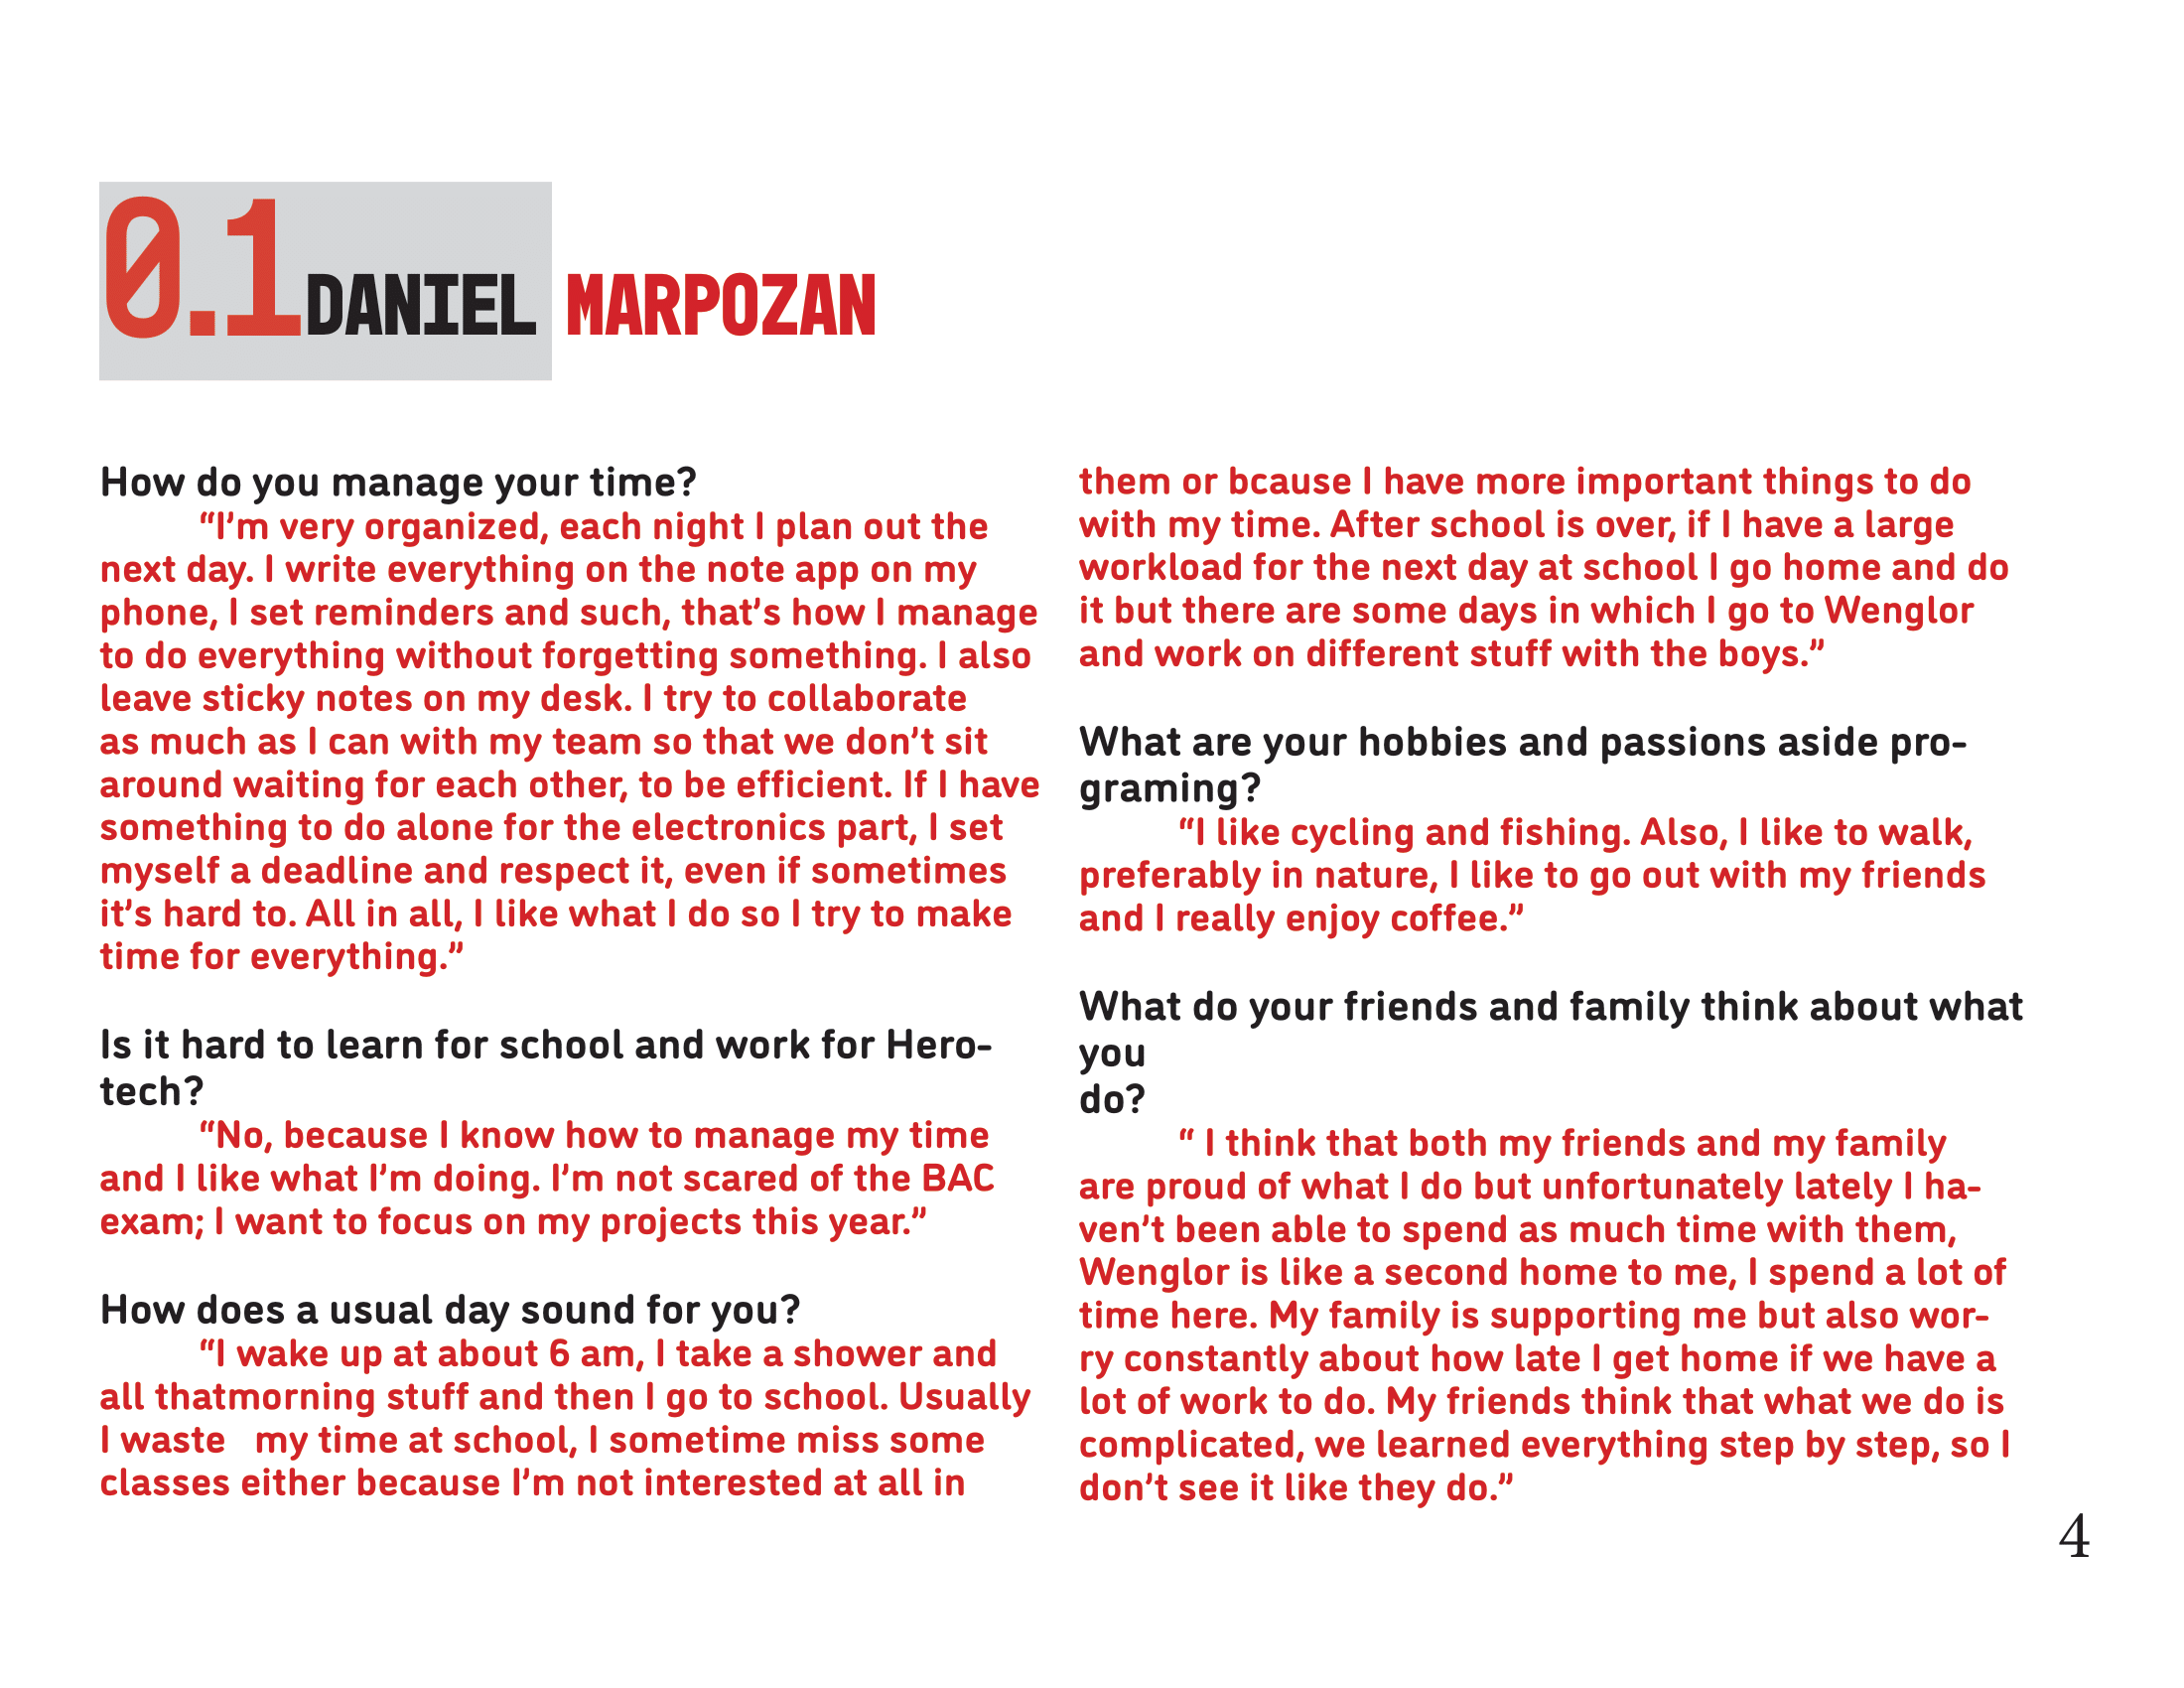 0.1 DANIEL MARPOZAN
How do you manage your time?
“I’m very organized, each night I plan out the
next day. I write everything on the note app on my
phone, I set reminders and such, that’s how I manage
to do everything without forgetting something. I also
leave sticky notes on my desk. I try to collaborate
as much as I can with my team so that we don’t sit
around waiting for each other, to be efficient. If I have
something to do alone for the electronics part, I set
myself a deadline and respect it, even if sometimes
it’s hard to. All in all, I like what I do so I try to make
time for everything.”
Is it hard to learn for school and work for Hero-
tech?
“No, because I know how to manage my time
and I like what I’m doing. I’m not scared of the BAC
exam; I want to focus on my projects this year.”
How does a usual day sound for you?
“I wake up at about 6 am, I take a shower and
all thatmorning stuff and then I go to school. Usually
I waste my time at school, I sometime miss some
classes either because I’m not interested at all in
them or bcause I have more important things to do
with my time. After school is over, if I have a large
workload for the next day at school I go home and do
it but there are some days in which I go to Wenglor
and work on different stuff with the boys.”
What are your hobbies and passions aside pro-
graming?
“I like cycling and fishing. Also, I like to walk,
preferably in nature, I like to go out with my friends
and I really enjoy coffee.”
What do your friends and family think about what
you
do?
“ I think that both my friends and my family
are proud of what I do but unfortunately lately I ha-
ven’t been able to spend as much time with them,
Wenglor is like a second home to me, I spend a lot of
time here. My family is supporting me but also wor-
ry constantly about how late I get home if we have a
lot of work to do. My friends think that what we do is
complicated, we learned everything step by step, so I
don’t see it like they do.”
4